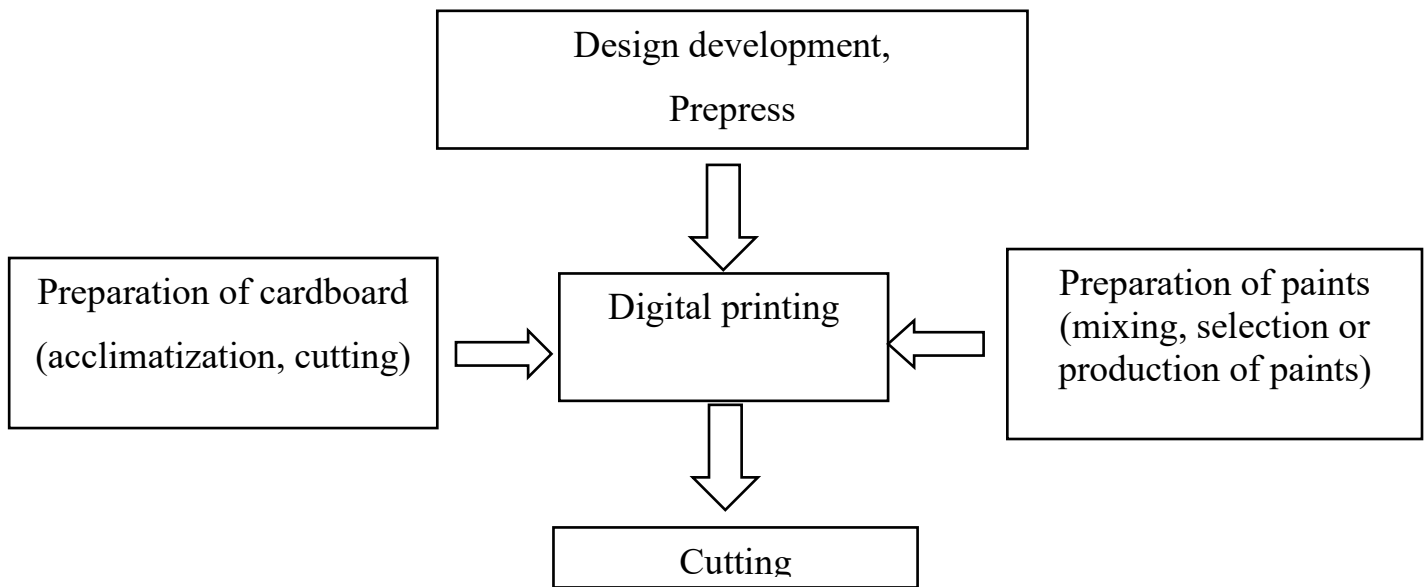 Design development,
Prepress
Preparation of cardboard
(acclimatization, cutting)
Digital printing
Preparation of paints
(mixing, selection or
production of paints)
Cutting